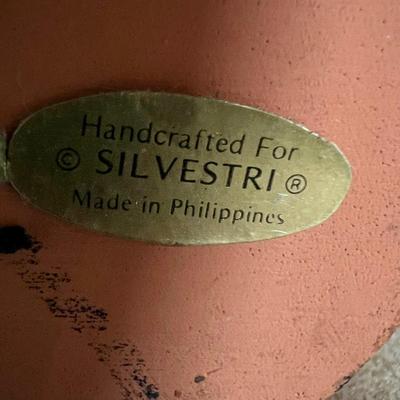 Handcrafted For
© SILVESTRI ®
Made in Philippines